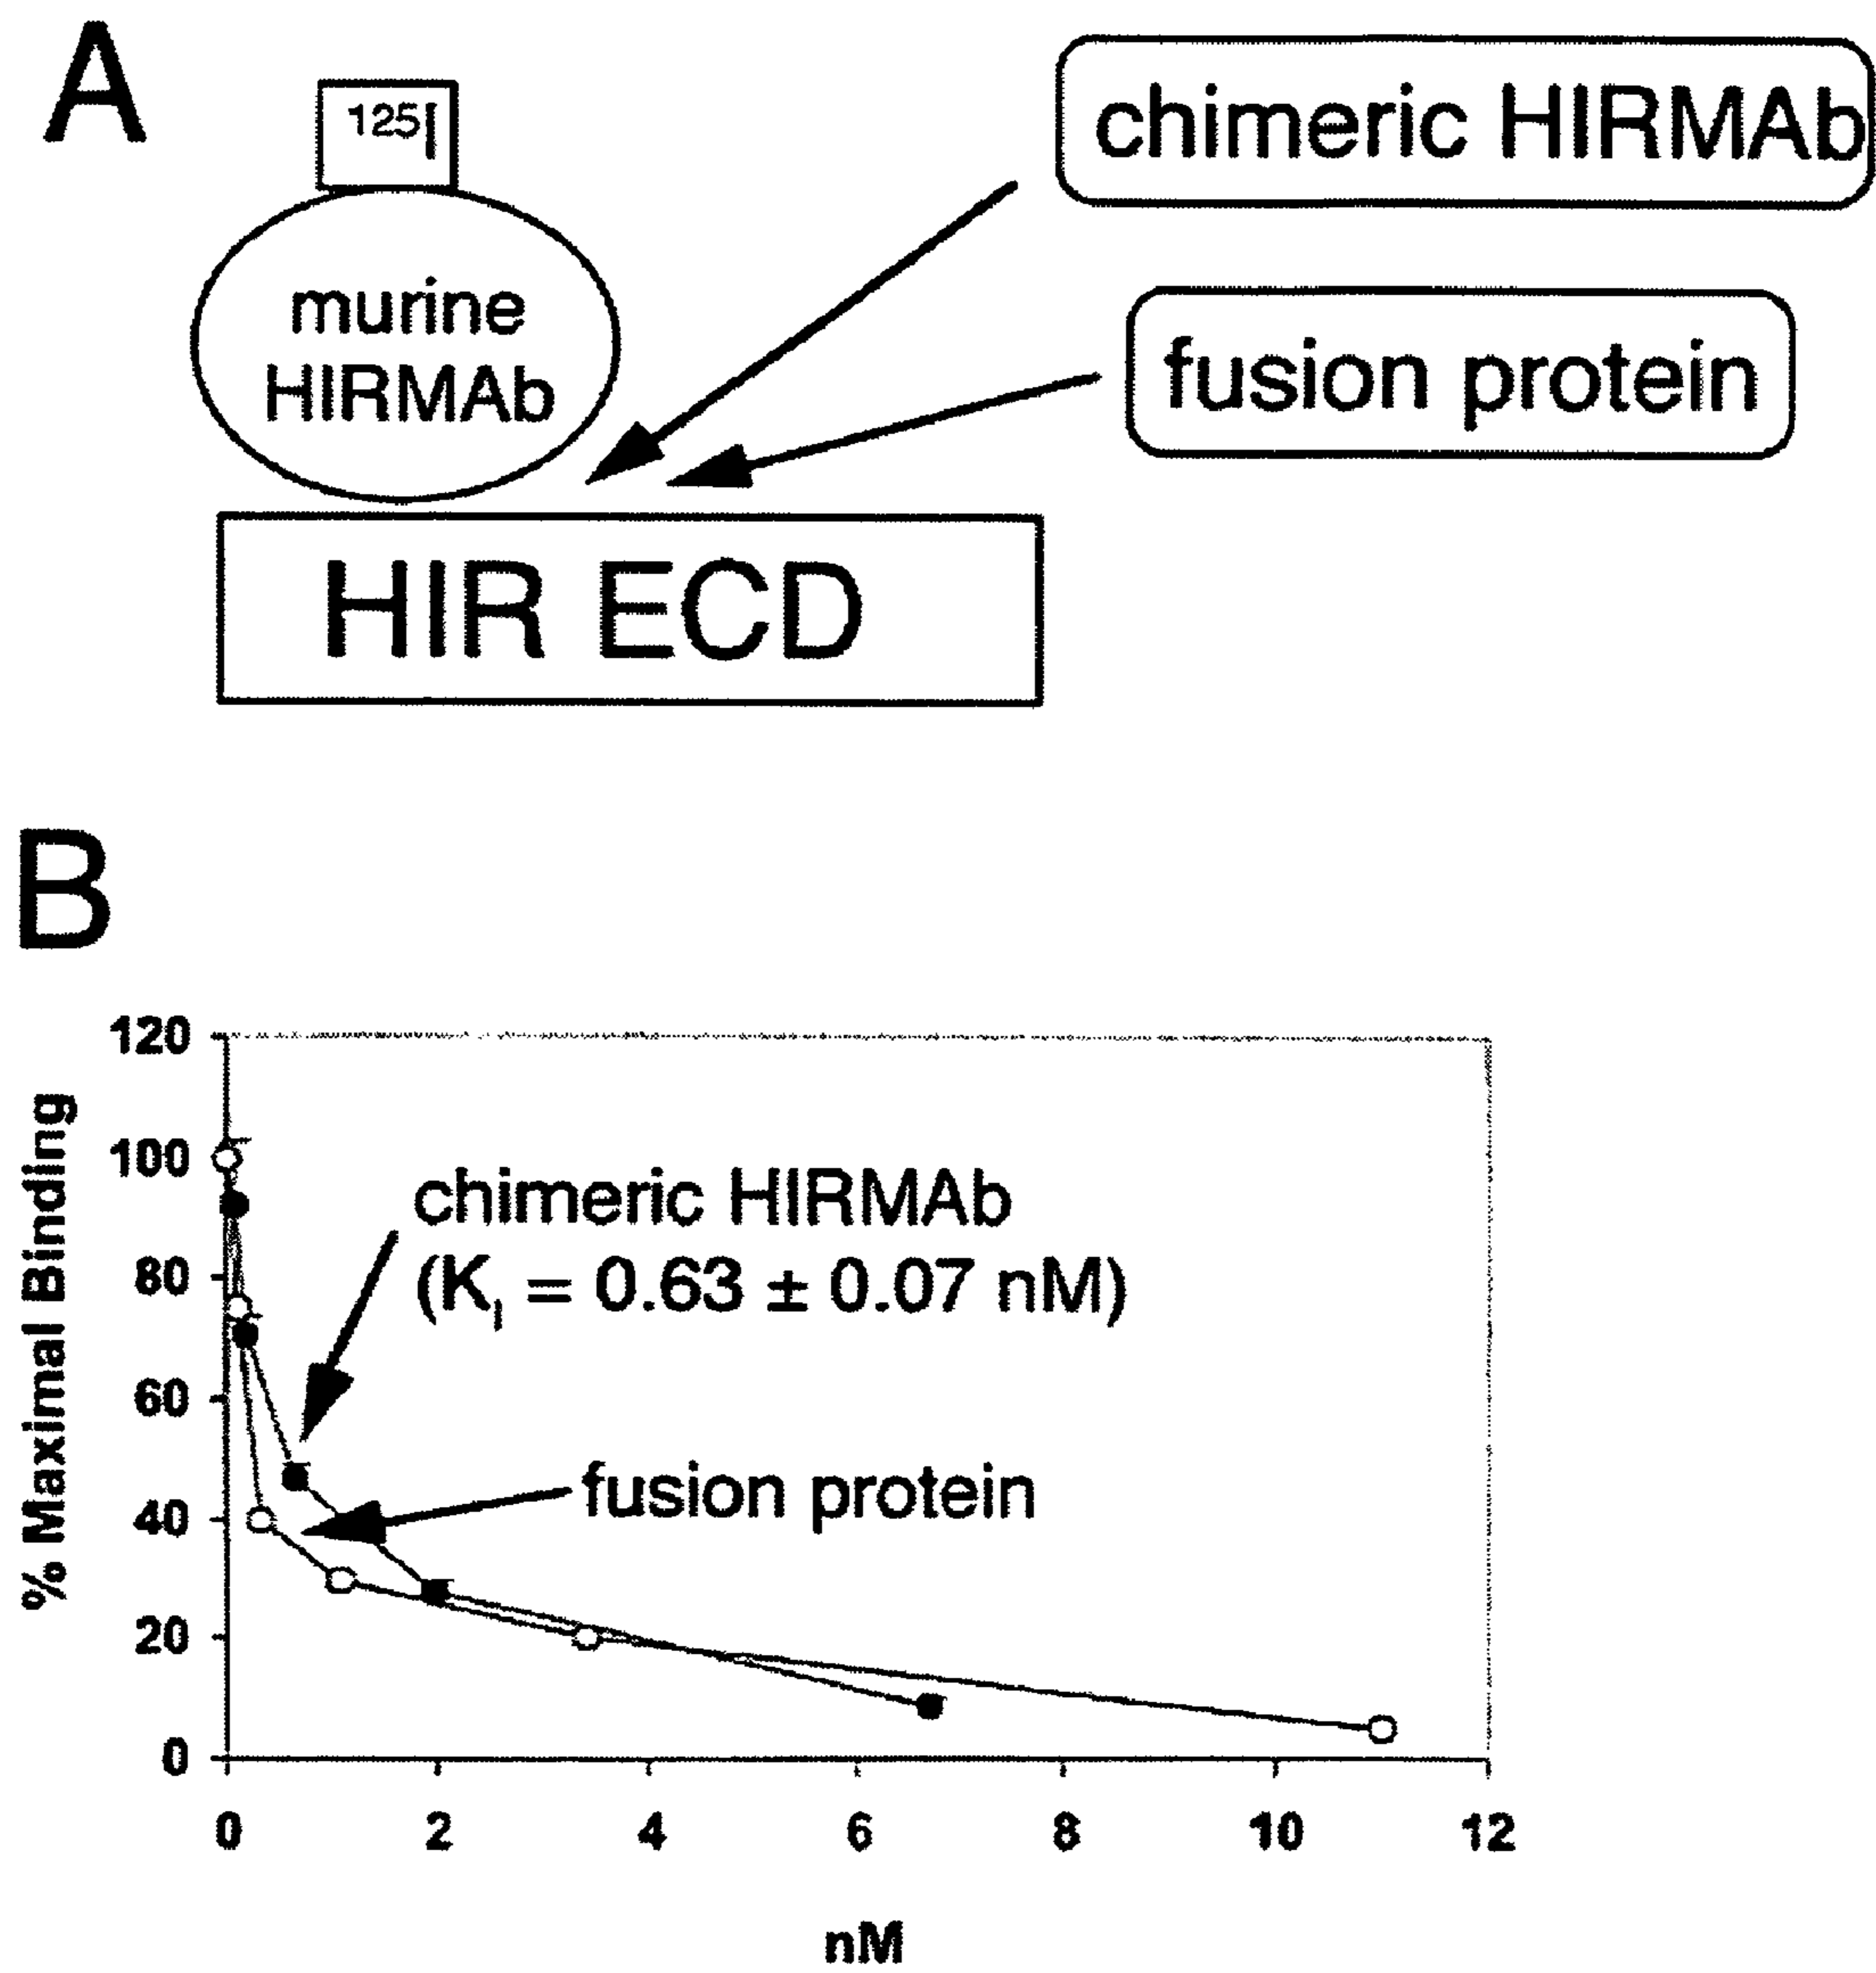 A
125I
chimeric HIRMAb
murine
HIRMAb
fusion protein
HIR ECD
B
120
100
80
60
40
20
0
% Maximal Binding
chimeric HIRMAb
(KI = 0.63 ± 0.07 nM)
fusion protein
0 2 4 6 8 10 12
nM